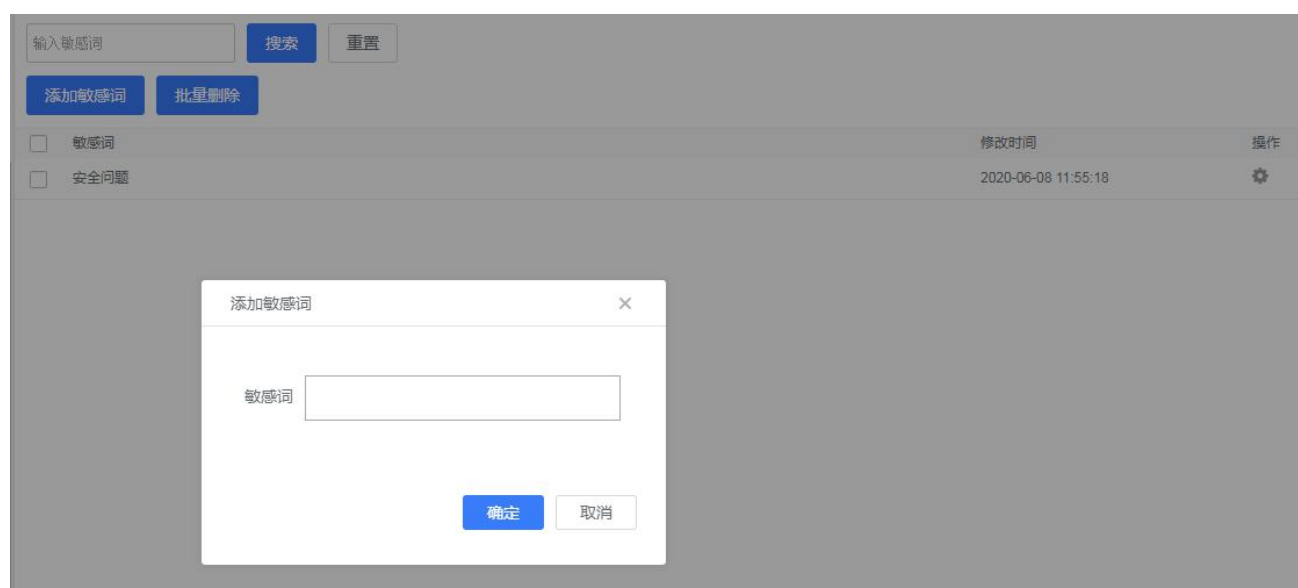 输入敏感词 搜索 重置
添加敏感词 批量删除
敏感词 修改时间 操作
安全问题 2020-06-08 11:55:18
添加敏感词 ×
敏感词
确定 取消